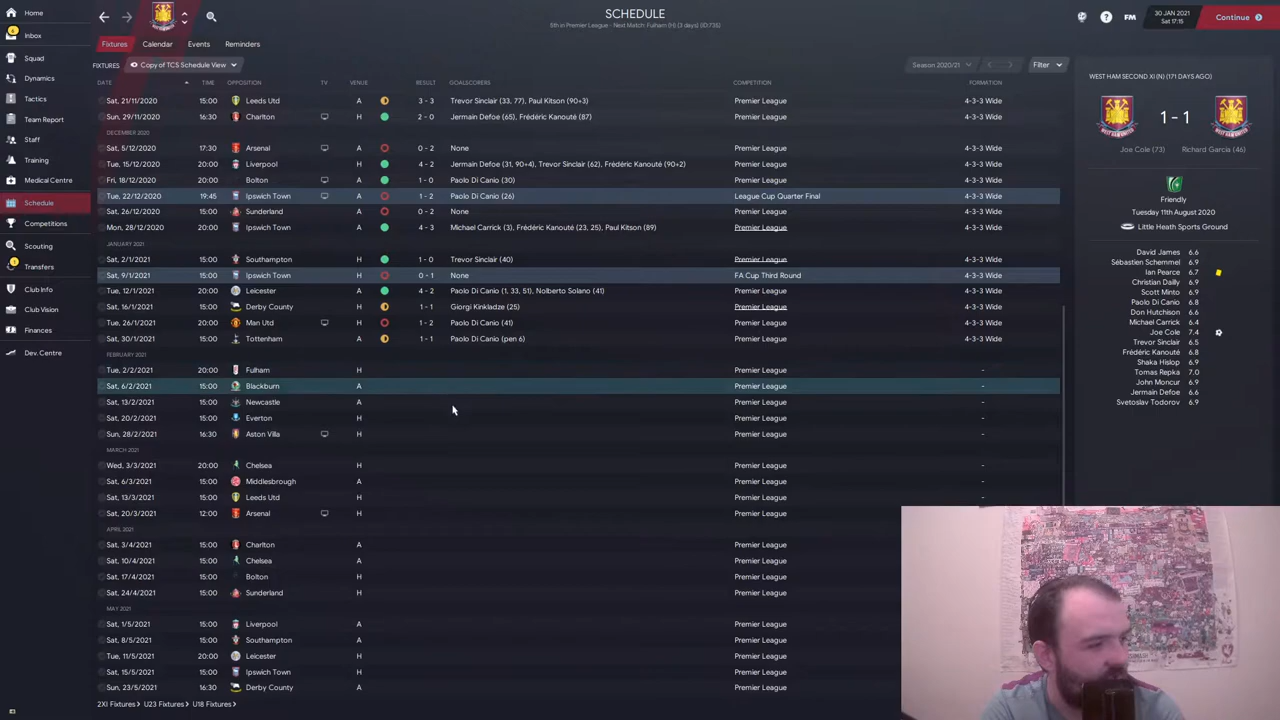 Home
SCHEDULE
5th in Premier League - Next Match: Fulham (H) (3 days) (ID:735)
FM
30 JAN 2021
Sat 17:15
Continue
Inbox
Squad
Dynamics
Tactics
Team Report
Staff
Training
Medical Centre
Schedule
Competitions
Scouting
Transfers
Club Info
Club Vision
Finances
Dev. Centre
Fixtures Calendar Events Reminders
FIXTURES Copy of TCS Schedule View Season 2020/21 Filter
DATE TIME OPPOSITION TV VENUE RESULT GOALSCORERS COMPETITION FORMATION
Sat, 21/11/2020 15:00 Leeds Utd A 3 - 3 Trevor Sinclair (33, 77), Paul Kitson (90+3) Premier League 4-3-3 Wide
Sun, 29/11/2020 16:30 Charlton H 2 - 0 Jermain Defoe (65), Frédéric Kanouté (87) Premier League 4-3-3 Wide
DECEMBER 2020
Sat, 5/12/2020 17:30 Arsenal A 0 - 2 None Premier League 4-3-3 Wide
Tue, 15/12/2020 20:00 Liverpool H 4 - 2 Jermain Defoe (31, 90+4), Trevor Sinclair (62), Frédéric Kanouté (90+2) Premier League 4-3-3 Wide
Fri, 18/12/2020 20:00 Bolton A 1 - 0 Paolo Di Canio (30) Premier League 4-3-3 Wide
Tue, 22/12/2020 19:45 Ipswich Town A 1 - 2 Paolo Di Canio (26) League Cup Quarter Final 4-3-3 Wide
Sat, 26/12/2020 15:00 Sunderland A 0 - 2 None Premier League 4-3-3 Wide
Mon, 28/12/2020 15:00 Ipswich Town H 4 - 3 Michael Carrick (3), Frédéric Kanouté (23, 25), Paul Kitson (89) Premier League 4-3-3 Wide
JANUARY 2021
Sat, 2/1/2021 15:00 Southampton H 1 - 0 Trevor Sinclair (40) Premier League 4-3-3 Wide
Sat, 9/1/2021 15:00 Ipswich Town H 0 - 1 None FA Cup Third Round 4-3-3 Wide
Tue, 12/1/2021 20:00 Leicester A 4 - 2 Paolo Di Canio (1, 33, 51), Nolberto Solano (41) Premier League 4-3-3 Wide
Sat, 16/1/2021 15:00 Derby County H 1 - 1 Giorgi Kinkladze (25) Premier League 4-3-3 Wide
Tue, 26/1/2021 20:00 Man Utd H 1 - 2 Paolo Di Canio (41) Premier League 4-3-3 Wide
Sat, 30/1/2021 15:00 Tottenham A 1 - 1 Paolo Di Canio (pen 6) Premier League 4-3-3 Wide
FEBRUARY 2021
Tue, 2/2/2021 20:00 Fulham H Premier League -
Sat, 6/2/2021 15:00 Blackburn A Premier League -
Sat, 13/2/2021 15:00 Newcastle A Premier League -
Sat, 20/2/2021 15:00 Everton H Premier League -
Sun, 28/2/2021 16:30 Aston Villa H Premier League -
MARCH 2021
Wed, 3/3/2021 20:00 Chelsea H Premier League -
Sat, 6/3/2021 15:00 Middlesbrough A Premier League -
Sat, 13/3/2021 15:00 Leeds Utd H Premier League -
Sat, 20/3/2021 12:00 Arsenal H Premier League -
APRIL 2021
Sat, 3/4/2021 15:00 Charlton A Premier League
Sat, 10/4/2021 15:00 Chelsea A Premier League
Sat, 17/4/2021 15:00 Bolton H Premier League
Sat, 24/4/2021 15:00 Sunderland H Premier League
MAY 2021
Sat, 1/5/2021 15:00 Liverpool A Premier League
Sat, 8/5/2021 15:00 Southampton A Premier League
Tue, 11/5/2021 20:00 Leicester H Premier League
Sat, 15/5/2021 15:00 Ipswich Town H Premier League
Sun, 23/5/2021 16:30 Derby County A Premier League
2XI Fixtures U23 Fixtures U18 Fixtures
WEST HAM SECOND XI (N) (171 DAYS AGO)
1 - 1
Joe Cole (73) Richard Garcia (46)
Friendly
Tuesday 11th August 2020
Little Heath Sports Ground
David James 6.6
Sébastien Schemmel 6.9
Ian Pearce 6.7
Christian Dailly 6.9
Scott Minto 6.9
Paolo Di Canio 6.8
Don Hutchison 6.6
Michael Carrick 6.4
Joe Cole 7.4
Trevor Sinclair 6.5
Frédéric Kanouté 6.8
Shaka Hislop 6.9
Tomas Repka 7.0
John Moncur 6.9
Jermain Defoe 6.6
Svetoslav Todorov 6.9